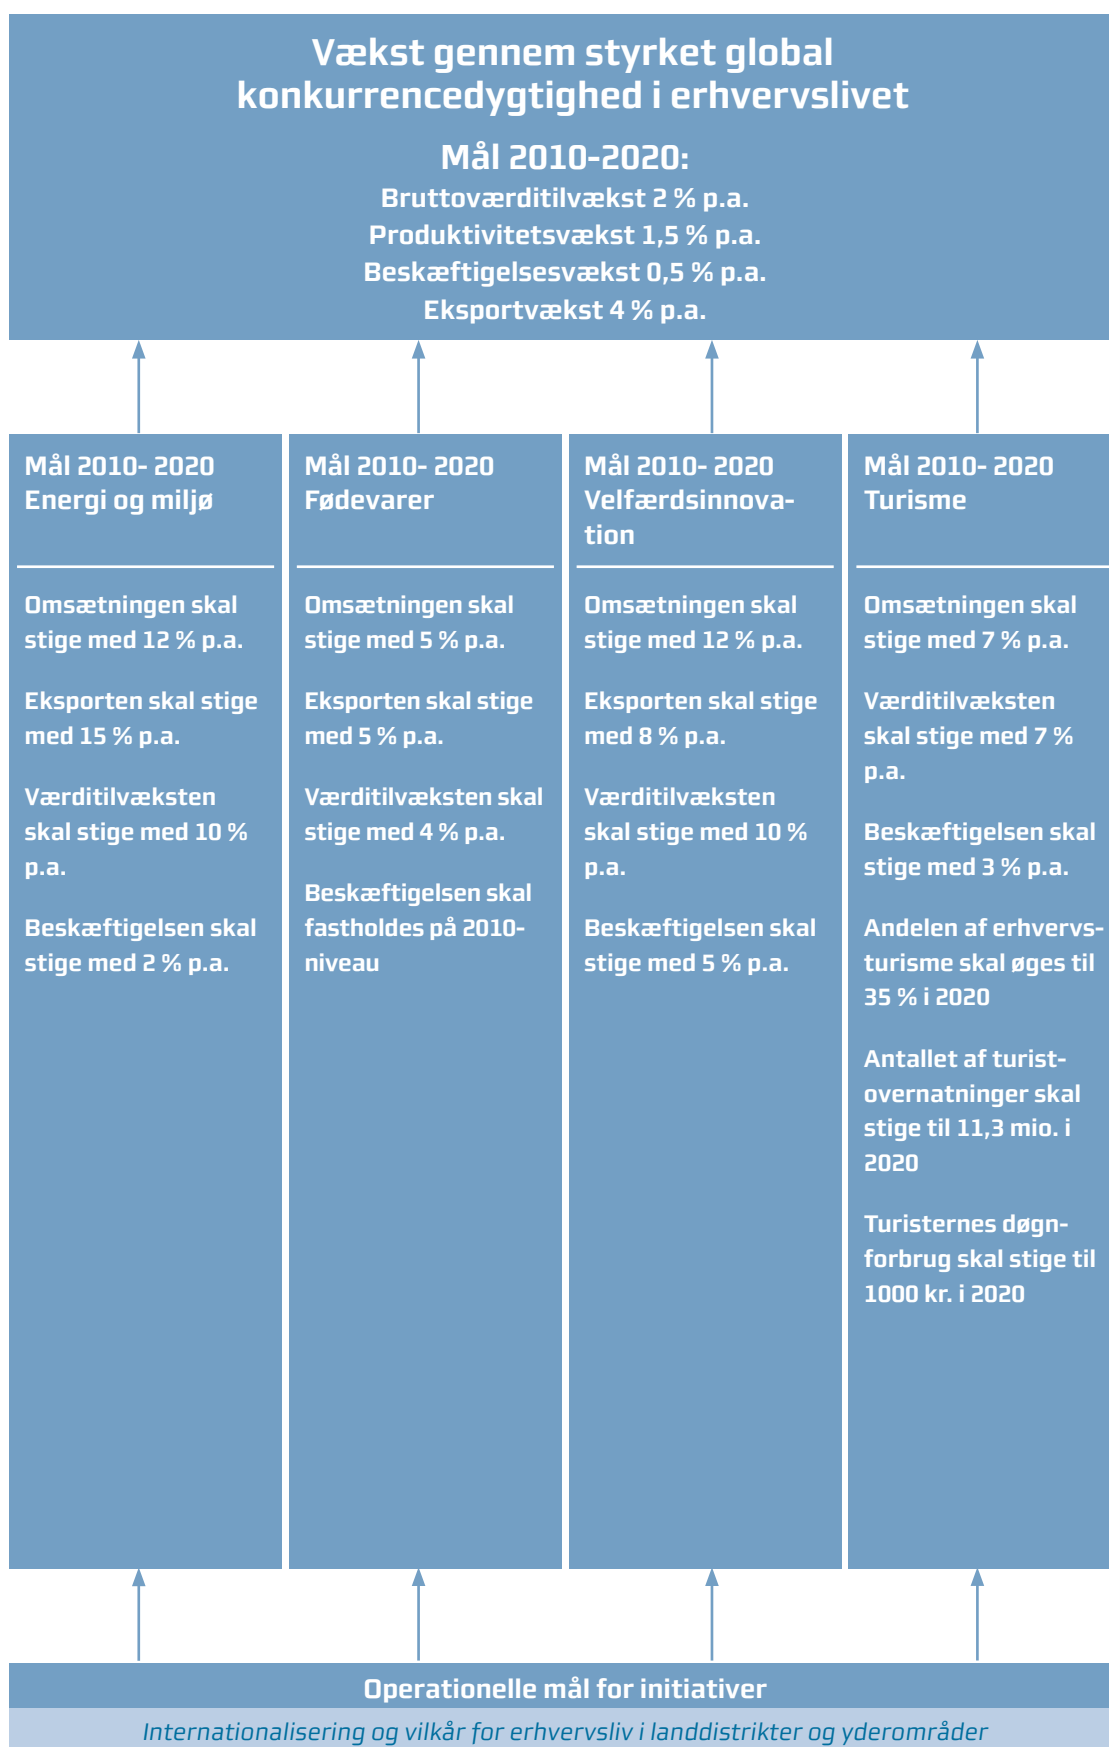 Vækst gennem styrket global
konkurrencedygtighed i erhvervslivet
Mål 2010-2020:
Bruttoværditilvækst 2 % p.a.
Produktivitetsvækst 1,5 % p.a.
Beskæftigelsesvækst 0,5 % p.a.
Eksportvækst 4 % p.a.
Mål 2010- 2020
Energi og miljø
Omsætningen skal
stige med 12 % p.a.
Eksporten skal stige
med 15 % p.a.
Værditilvæksten
skal stige med 10 %
p.a.
Beskæftigelsen skal
stige med 2 % p.a.
Mål 2010- 2020
Fødevarer
Omsætningen skal
stige med 5 % p.a.
Eksporten skal stige
med 5 % p.a.
Værditilvæksten skal
stige med 4 % p.a.
Beskæftigelsen skal
fastholdes på 2010-
niveau
Mål 2010- 2020
Velfærdsinnova-
tion
Omsætningen skal
stige med 12 % p.a.
Eksporten skal stige
med 8 % p.a.
Værditilvæksten
skal stige med 10 %
p.a.
Beskæftigelsen skal
stige med 5 % p.a.
Mål 2010- 2020
Turisme
Omsætningen skal
stige med 7 % p.a.
Værditilvæksten
skal stige med 7 %
p.a.
Beskæftigelsen skal
stige med 3 % p.a.
Andelen af erhvervs-
turisme skal øges til
35 % i 2020
Antallet af turist-
overnatninger skal
stige til 11,3 mio. i
2020
Turisternes døgn-
forbrug skal stige til
1000 kr. i 2020
Operationelle mål for initiativer
Internationalisering og vilkår for erhvervsliv i landdistrikter og yderområder